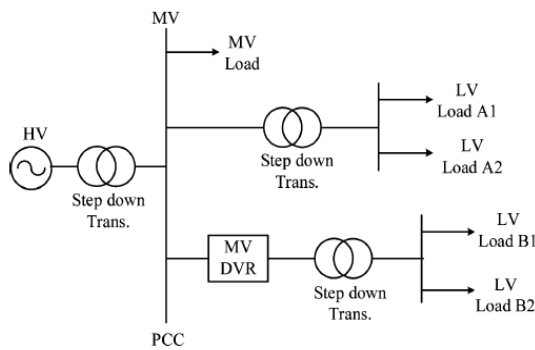 MV
MV
Load
HV
Step down
Trans.
Step down
Trans.
LV
Load A1
LV
Load A2
MV
DVR
Step down
Trans.
LV
Load B1
LV
Load B2
PCC